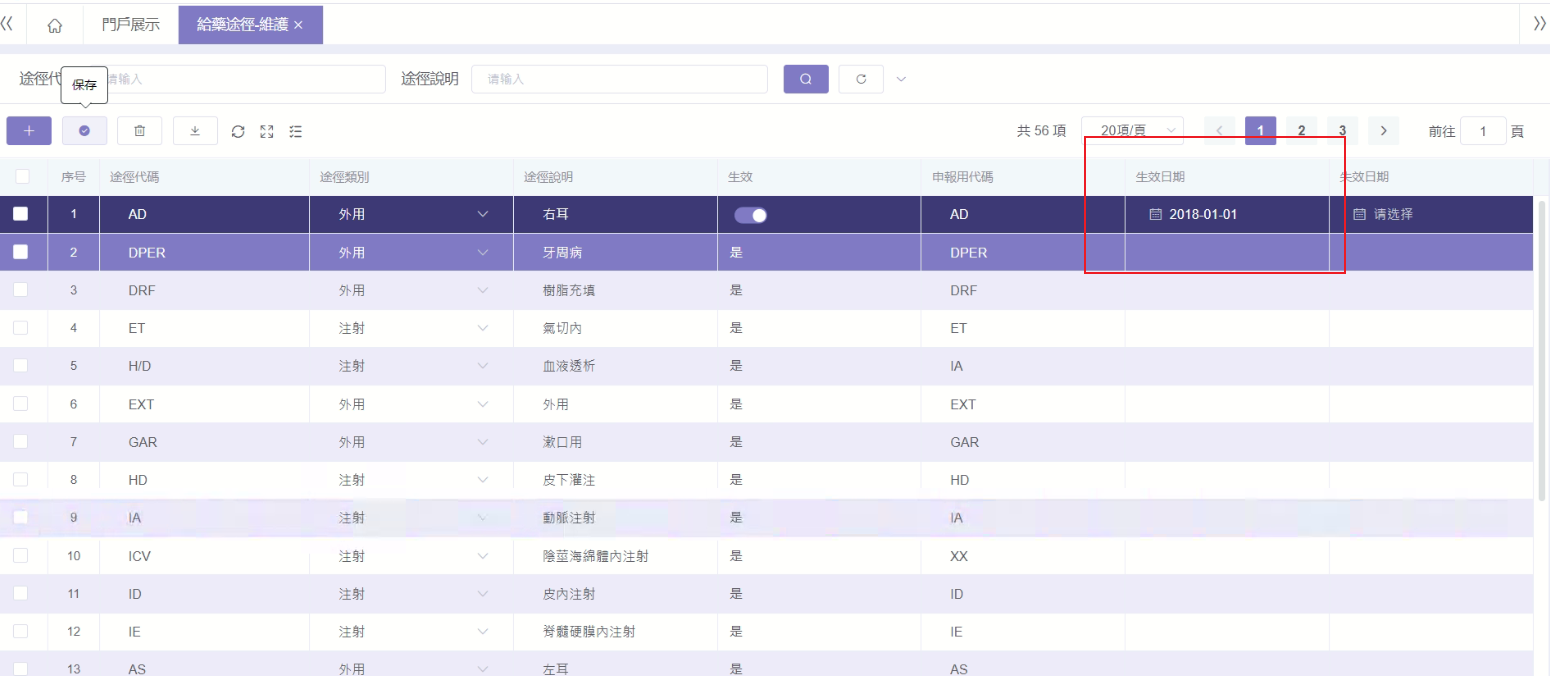 門戶展示 給藥途徑-維護
途徑代 请输入 途徑說明 请输入
保存
共 56 項 20項/頁 1 2 3 前往 1 頁
序号 途徑代碼 途徑類別 途徑說明 生效 申報用代碼 生效日期 失效日期
1 AD 外用 右耳 AD 2018-01-01 请选择
2 DPER 外用 牙周病 是 DPER
3 DRF 外用 樹脂充填 是 DRF
4 ET 注射 氣切內 是 ET
5 H/D 注射 血液透析 是 IA
6 EXT 外用 外用 是 EXT
7 GAR 外用 漱口用 是 GAR
8 HD 注射 皮下灌注 是 HD
9 IA 注射 動脈注射 是 IA
10 ICV 注射 陰莖海綿體內注射 是 XX
11 ID 注射 皮內注射 是 ID
12 IE 注射 脊髓硬膜內注射 是 IE
13 AS 外用 左耳 是 AS